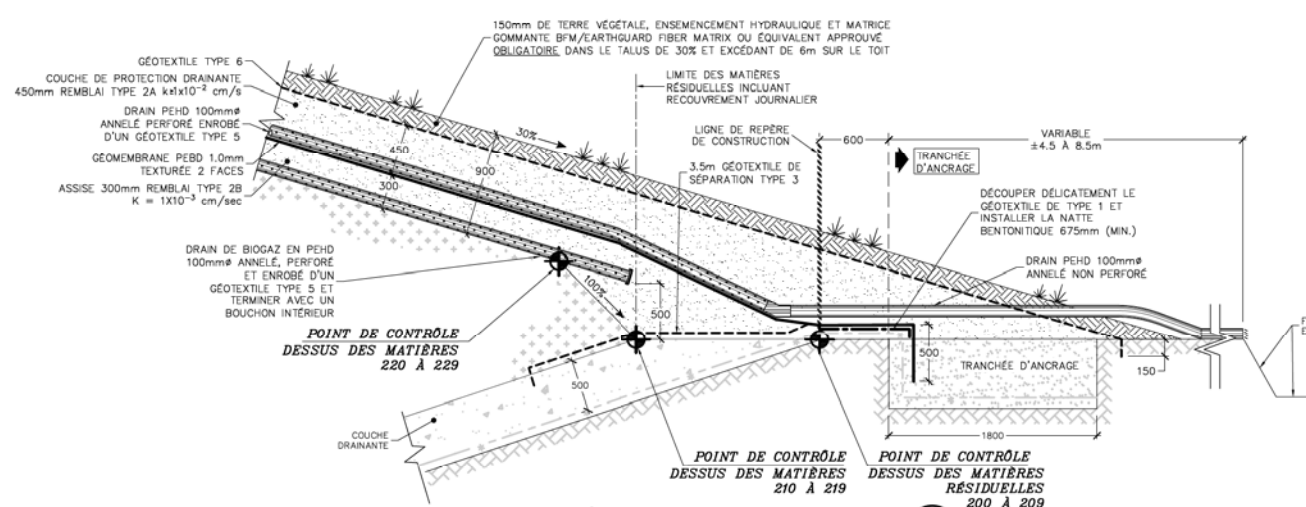 150mm DE TERRE VÉGÉTALE, ENSEMENCEMENT HYDRAULIQUE ET MATRICE
GOMMANTE BFM/EARTHGUARD FIBER MATRIX OU ÉQUIVALENT APPROUVÉ
OBLIGATOIRE DANS LE TALUS DE 30% ET EXCÉDANT DE 6m SUR LE TOIT
GÉOTEXTILE TYPE 6
COUCHE DE PROTECTION DRAINANTE
450mm REMBLAI TYPE 2A k≥1x10⁻² cm/s
DRAIN PEHD 100mmø
ANNELÉ PERFORÉ ENROBÉ
D'UN GÉOTEXTILE TYPE 5
GÉOMEMBRANE PEBD 1.0mm
TEXTURÉE 2 FACES
ASSISE 300mm REMBLAI TYPE 2B
K = 1X10⁻³ cm/sec
DRAIN DE BIOGAZ EN PEHD
100mmø ANNELÉ, PERFORÉ
ET ENROBÉ D'UN
GÉOTEXTILE TYPE 5 ET
TERMINER AVEC UN
BOUCHON INTÉRIEUR
POINT DE CONTRÔLE
DESSUS DES MATIÈRES
220 À 229
COUCHE
DRAINANTE
450
300
900
30%
100%
500
500
LIMITE DES MATIÈRES
RÉSIDUELLES INCLUANT
RECOUVREMENT JOURNALIER
LIGNE DE REPÈRE
DE CONSTRUCTION
3.5m GÉOTEXTILE DE
SÉPARATION TYPE 3
600
VARIABLE
±4.5 À 8.5m
TRANCHÉE
D'ANCRAGE
DÉCOUPER DÉLICATEMENT LE
GÉOTEXTILE DE TYPE 1 ET
INSTALLER LA NATTE
BENTONITIQUE 675mm (MIN.)
DRAIN PEHD 100mmø
ANNELÉ NON PERFORÉ
500
TRANCHÉE D'ANCRAGE
150
1800
POINT DE CONTRÔLE
DESSUS DES MATIÈRES
210 À 219
POINT DE CONTRÔLE
DESSUS DES MATIÈRES
RÉSIDUELLES
200 À 209